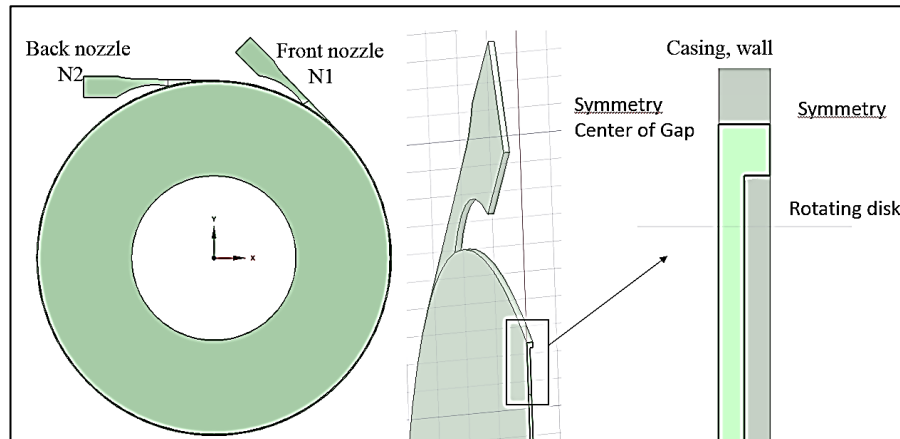 Back nozzle
N2
Front nozzle
N1
Y
X
Symmetry
Center of Gap
Casing, wall
Symmetry
Rotating disk